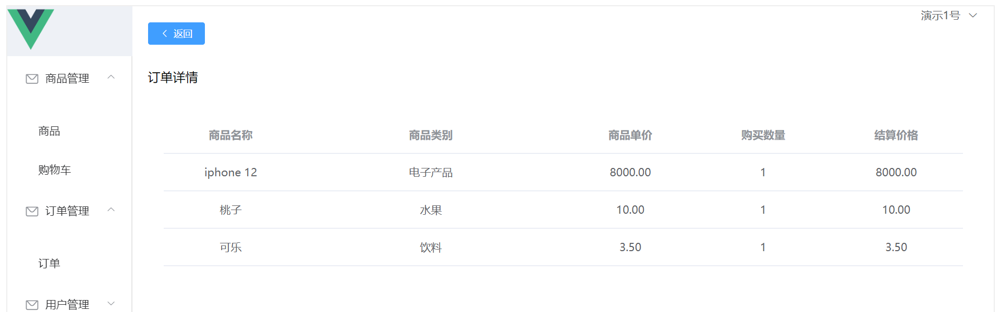 演示1号
返回
商品管理
商品
购物车
订单管理
订单
用户管理
订单详情
商品名称 商品类别 商品单价 购买数量 结算价格
iphone 12 电子产品 8000.00 1 8000.00
桃子 水果 10.00 1 10.00
可乐 饮料 3.50 1 3.50